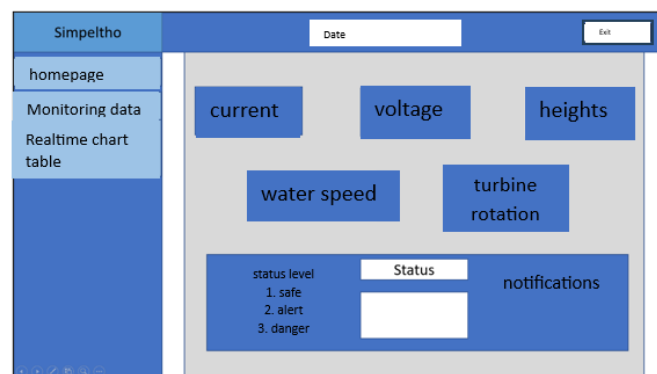 Simpeltho
Date
Exit
homepage
Monitoring data
Realtime chart
table
current
voltage
heights
water speed
turbine
rotation
status level
1. safe
2. alert
3. danger
Status
notifications